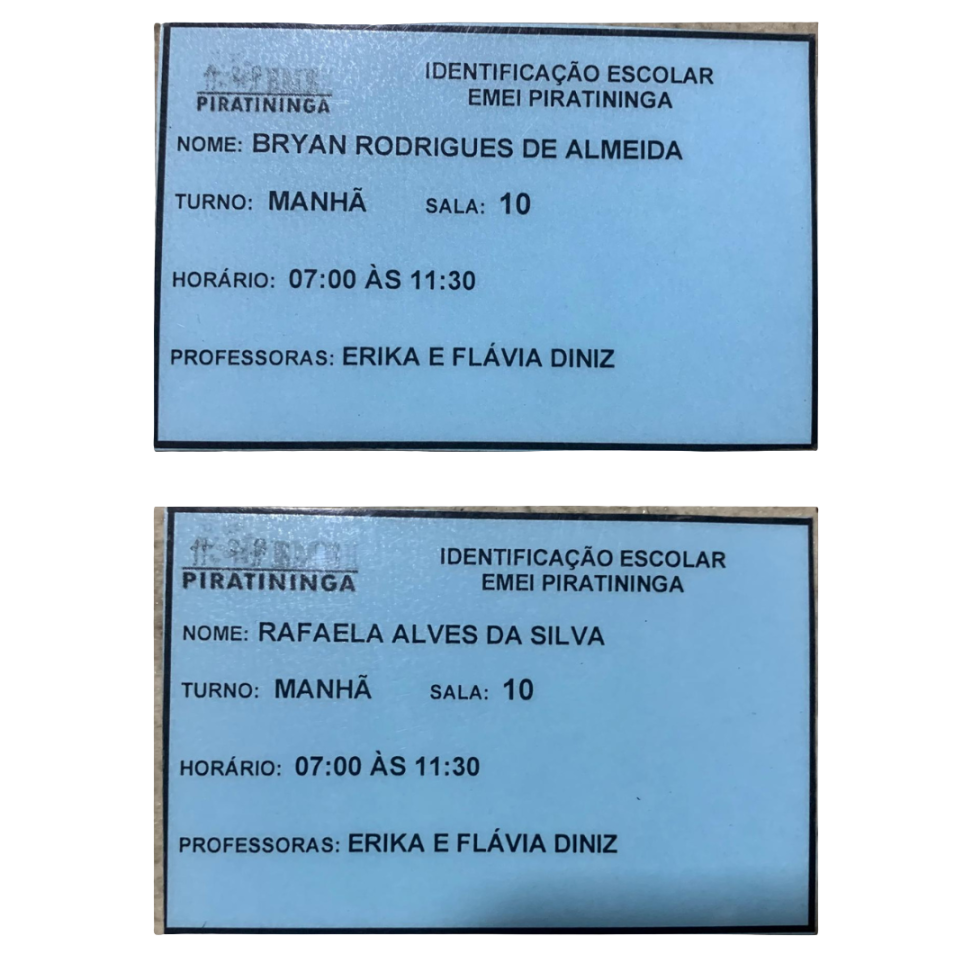 PIRATININGA
IDENTIFICAÇÃO ESCOLAR
EMEI PIRATININGA
NOME: BRYAN RODRIGUES DE ALMEIDA
TURNO: MANHÃ SALA: 10
HORÁRIO: 07:00 ÀS 11:30
PROFESSORAS: ERIKA E FLÁVIA DINIZ
PIRATININGA
IDENTIFICAÇÃO ESCOLAR
EMEI PIRATININGA
NOME: RAFAELA ALVES DA SILVA
TURNO: MANHÃ SALA: 10
HORÁRIO: 07:00 ÀS 11:30
PROFESSORAS: ERIKA E FLÁVIA DINIZ